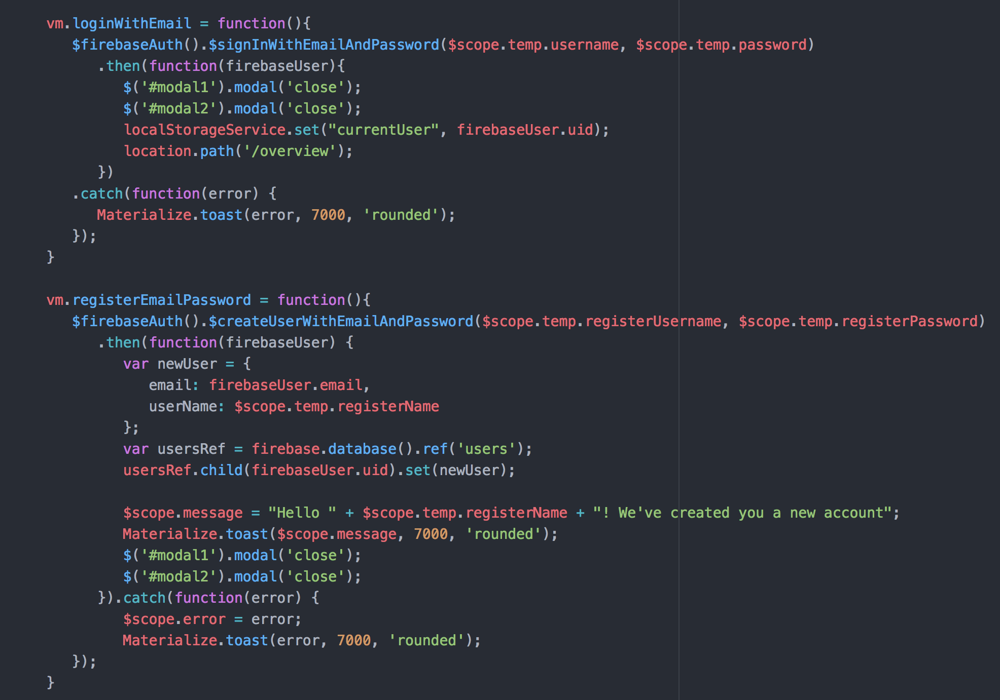 vm.loginWithEmail = function(){
   $firebaseAuth().$signInWithEmailAndPassword($scope.temp.username, $scope.temp.password)
      .then(function(firebaseUser){
         $('#modal1').modal('close');
         $('#modal2').modal('close');
         localStorageService.set("currentUser", firebaseUser.uid);
         location.path('/overview');
      })
   .catch(function(error) {
      Materialize.toast(error, 7000, 'rounded');
   });
}

vm.registerEmailPassword = function(){
   $firebaseAuth().$createUserWithEmailAndPassword($scope.temp.registerUsername, $scope.temp.registerPassword)
      .then(function(firebaseUser) {
         var newUser = {
            email: firebaseUser.email,
            userName: $scope.temp.registerName
         };
         var usersRef = firebase.database().ref('users');
         usersRef.child(firebaseUser.uid).set(newUser);

         $scope.message = "Hello " + $scope.temp.registerName + "! We've created you a new account";
         Materialize.toast($scope.message, 7000, 'rounded');
         $('#modal1').modal('close');
         $('#modal2').modal('close');
      }).catch(function(error) {
         $scope.error = error;
         Materialize.toast(error, 7000, 'rounded');
   });
}